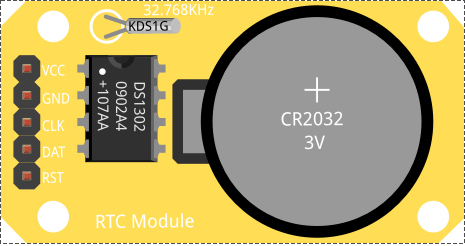 32.768KHz
KDS1G
VCC
GND
CLK
DAT
RST
DS1302
0902A4
+107AA
CR2032
3V
RTC Module